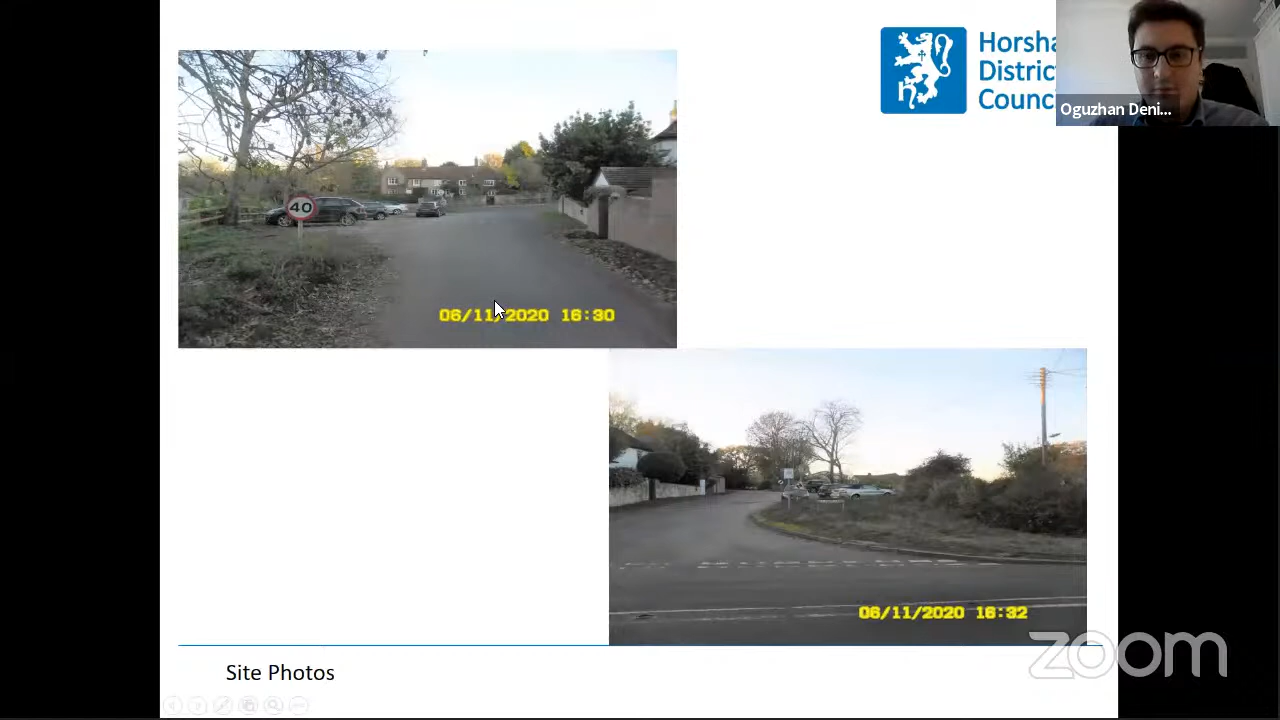 Horsha
Distric
Counc
Oguzhan Deni...
40
06/11/2020 16:30
06/11/2020 16:32
Site Photos
zoom